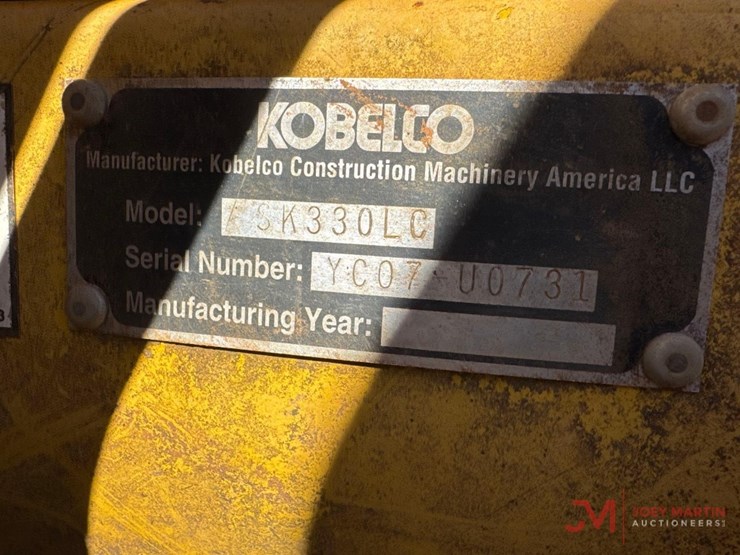 KOBELCO
Manufacturer: Kobelco Construction Machinery America LLC
Model: SK330LC
Serial Number: YC07-U0731
Manufacturing Year:
JOEY MARTIN
AUCTIONEERS